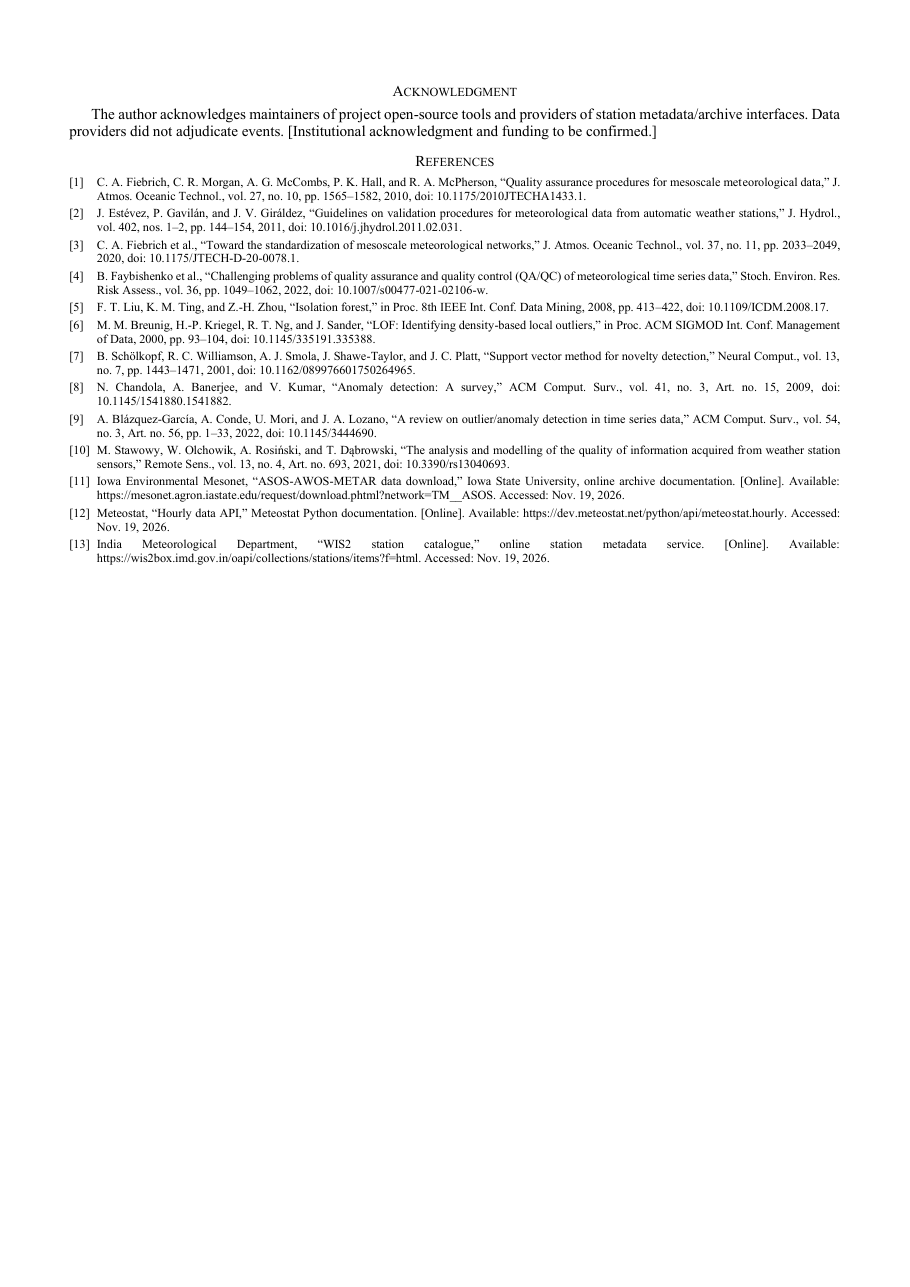 ACKNOWLEDGMENT
The author acknowledges maintainers of project open-source tools and providers of station metadata/archive interfaces. Data
providers did not adjudicate events. [Institutional acknowledgment and funding to be confirmed.]
REFERENCES
[1] C. A. Fiebrich, C. R. Morgan, A. G. McCombs, P. K. Hall, and R. A. McPherson, “Quality assurance procedures for mesoscale meteorological data,” J.
Atmos. Oceanic Technol., vol. 27, no. 10, pp. 1565–1582, 2010, doi: 10.1175/2010JTECHA1433.1.
[2] J. Estévez, P. Gavilán, and J. V. Giráldez, “Guidelines on validation procedures for meteorological data from automatic weather stations,” J. Hydrol.,
vol. 402, nos. 1–2, pp. 144–154, 2011, doi: 10.1016/j.jhydrol.2011.02.031.
[3] C. A. Fiebrich et al., “Toward the standardization of mesoscale meteorological networks,” J. Atmos. Oceanic Technol., vol. 37, no. 11, pp. 2033–2049,
2020, doi: 10.1175/JTECH-D-20-0078.1.
[4] B. Faybishenko et al., “Challenging problems of quality assurance and quality control (QA/QC) of meteorological time series data,” Stoch. Environ. Res.
Risk Assess., vol. 36, pp. 1049–1062, 2022, doi: 10.1007/s00477-021-02106-w.
[5] F. T. Liu, K. M. Ting, and Z.-H. Zhou, “Isolation forest,” in Proc. 8th IEEE Int. Conf. Data Mining, 2008, pp. 413–422, doi: 10.1109/ICDM.2008.17.
[6] M. M. Breunig, H.-P. Kriegel, R. T. Ng, and J. Sander, “LOF: Identifying density-based local outliers,” in Proc. ACM SIGMOD Int. Conf. Management
of Data, 2000, pp. 93–104, doi: 10.1145/335191.335388.
[7] B. Schölkopf, R. C. Williamson, A. J. Smola, J. Shawe-Taylor, and J. C. Platt, “Support vector method for novelty detection,” Neural Comput., vol. 13,
no. 7, pp. 1443–1471, 2001, doi: 10.1162/089976601750264965.
[8] N. Chandola, A. Banerjee, and V. Kumar, “Anomaly detection: A survey,” ACM Comput. Surv., vol. 41, no. 3, Art. no. 15, 2009, doi:
10.1145/1541880.1541882.
[9] A. Blázquez-García, A. Conde, U. Mori, and J. A. Lozano, “A review on outlier/anomaly detection in time series data,” ACM Comput. Surv., vol. 54,
no. 3, Art. no. 56, pp. 1–33, 2022, doi: 10.1145/3444690.
[10] M. Stawowy, W. Olchowik, A. Rosiński, and T. Dąbrowski, “The analysis and modelling of the quality of information acquired from weather station
sensors,” Remote Sens., vol. 13, no. 4, Art. no. 693, 2021, doi: 10.3390/rs13040693.
[11] Iowa Environmental Mesonet, “ASOS-AWOS-METAR data download,” Iowa State University, online archive documentation. [Online]. Available:
https://mesonet.agron.iastate.edu/request/download.phtml?network=TM__ASOS. Accessed: Nov. 19, 2026.
[12] Meteostat, “Hourly data API,” Meteostat Python documentation. [Online]. Available: https://dev.meteostat.net/python/api/meteostat.hourly. Accessed:
Nov. 19, 2026.
[13] India Meteorological Department, “WIS2 station catalogue,” online station metadata service. [Online]. Available:
https://wis2box.imd.gov.in/oapi/collections/stations/items?f=html. Accessed: Nov. 19, 2026.